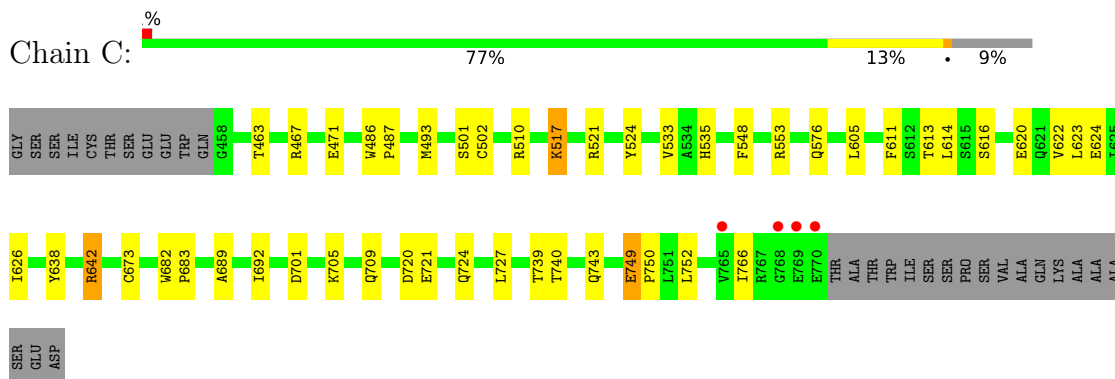 .%
Chain C:
77% 13% • 9%
GLY SER SER ILE CYS THR SER GLU GLU TRP GLN G458 T463 R467 E471 W486 P487 M493 S501 C502 R510 K517 R521 Y524 V533 A534 H535 F548 R553 Q576 L605 F611 S612 T613 L614 S615 S616 E620 Q621 V622 L623 E624 I625
I626 Y638 R642 C673 W682 P683 A689 I692 D701 K705 Q709 D720 E721 Q724 L727 T739 T740 Q743 E749 P750 L751 L752 V765 I766 R767 G768 E769 E770 THR ALA THR THR TRP ILE SER SER PRO SER VAL ALA GLN LYS ALA ALA ALA
SER GLU ASP